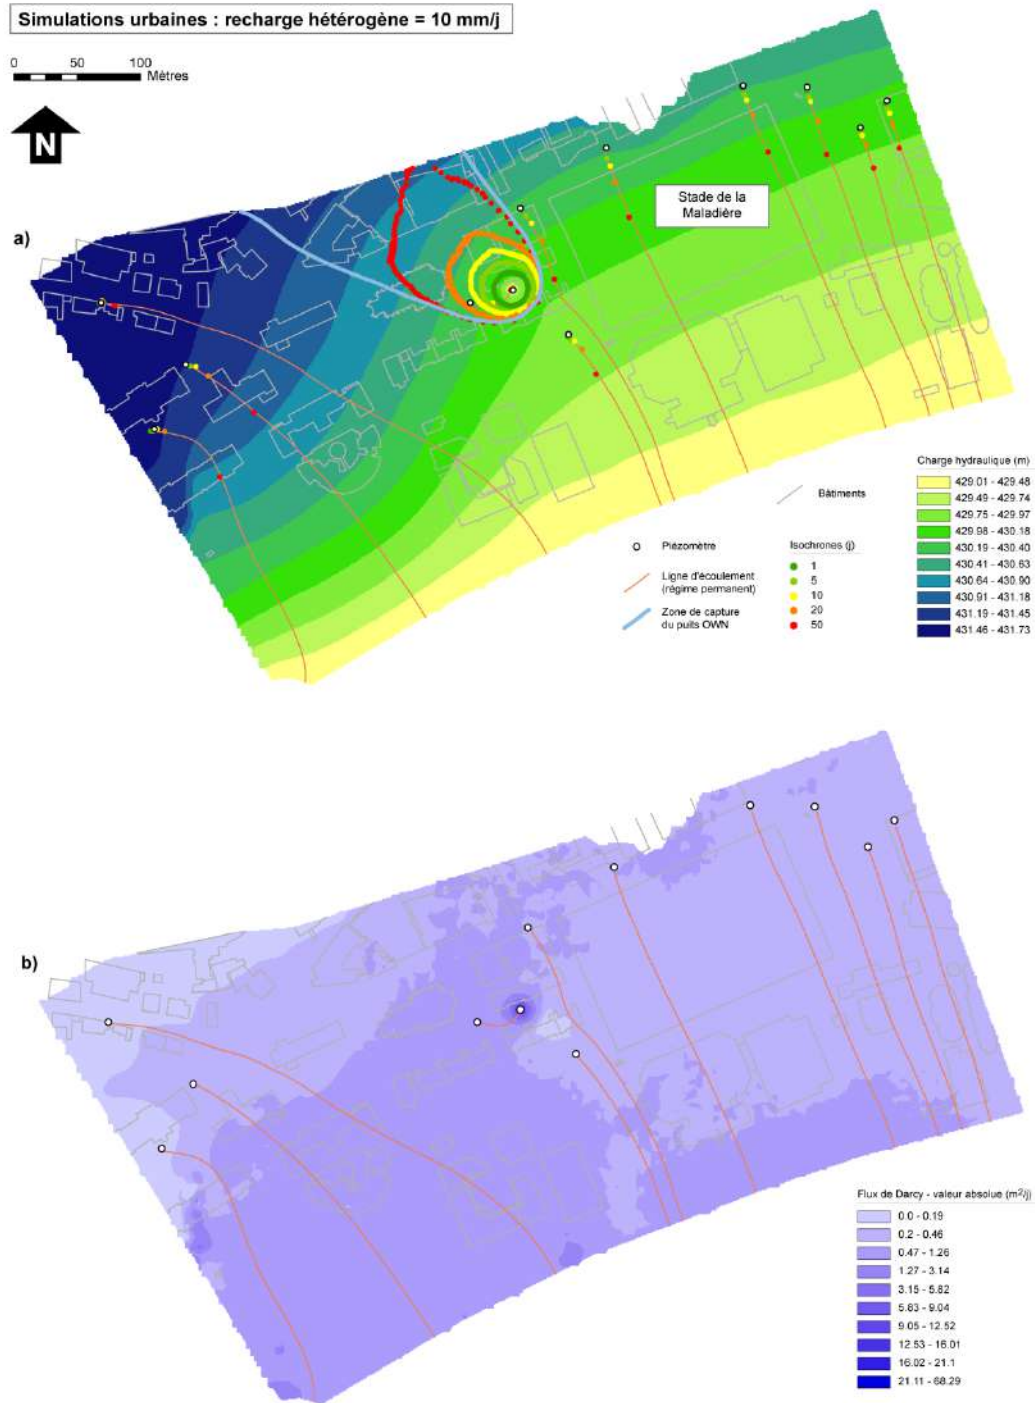 Simulations urbaines : recharge hétérogène = 10 mm/j
0 50 100
Mètres
N
a)
Stade de la
Maladière
Bâtiments
Piézomètre
Ligne d'écoulement
(régime permanent)
Zone de capture
du puits OWN
Isochrones (j)
1
5
10
20
50
Charge hydraulique (m)
429.01 - 429.48
429.49 - 429.74
429.75 - 429.97
429.98 - 430.18
430.19 - 430.40
430.41 - 430.63
430.64 - 430.90
430.91 - 431.18
431.19 - 431.45
431.46 - 431.73
b)
Flux de Darcy - valeur absolue (m²/j)
0.0 - 0.19
0.2 - 0.46
0.47 - 1.26
1.27 - 3.14
3.15 - 5.82
5.83 - 9.04
9.05 - 12.52
12.53 - 16.01
16.02 - 21.1
21.11 - 68.29